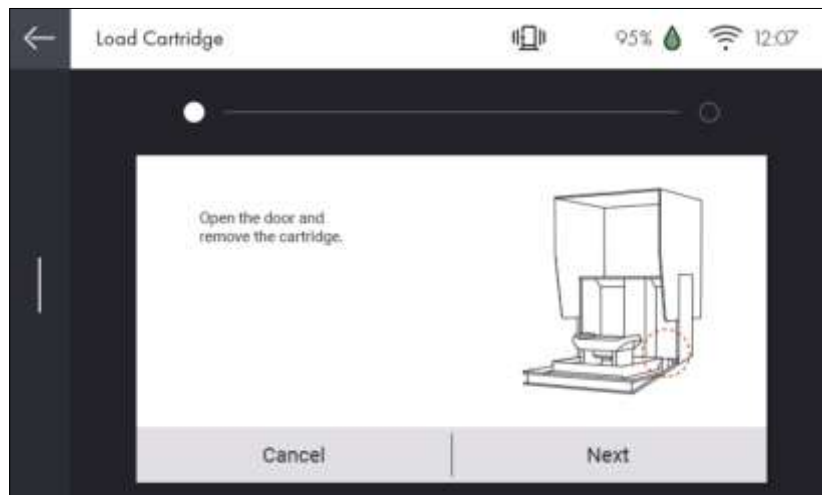 Load Cartridge
95%
12:07
Open the door and
remove the cartridge.
Cancel
Next